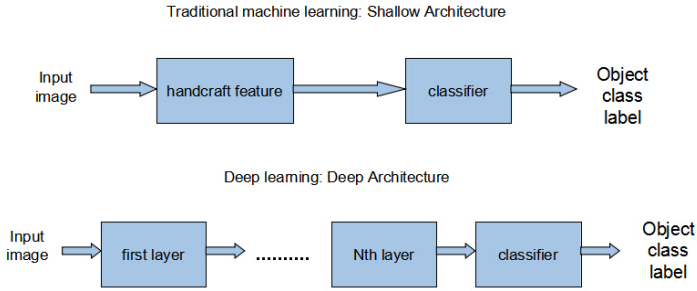 Traditional machine learning: Shallow Architecture
Input
image
handcraft feature
classifier
Object
class
label
Deep learning: Deep Architecture
Input
image
first layer
..........
Nth layer
classifier
Object
class
label